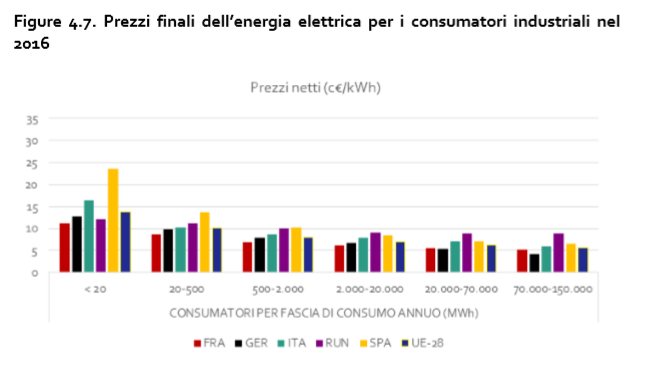 Figure 4.7. Prezzi finali dell’energia elettrica per i consumatori industriali nel
2016
Prezzi netti (c€/kWh)
35
30
25
20
15
10
5
0
< 20 20-500 500-2.000 2.000-20.000 20.000-70.000 70.000-150.000
CONSUMATORI PER FASCIA DI CONSUMO ANNUO (MWh)
FRA GER ITA RUN SPA UE-28